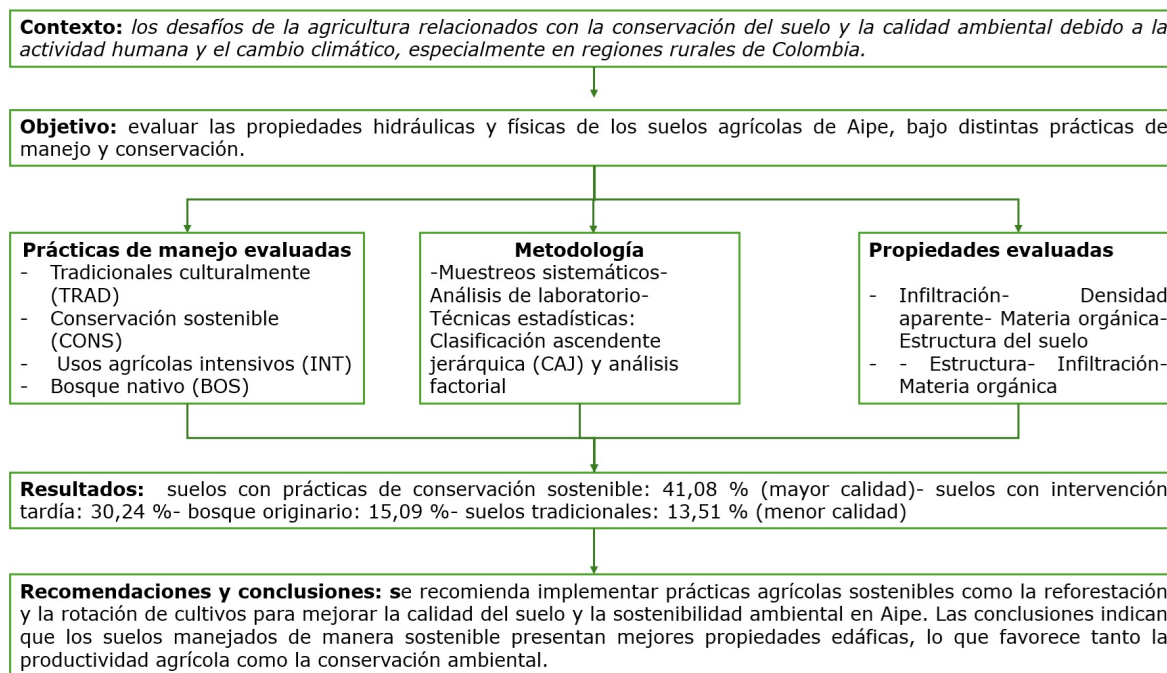 Contexto: los desafíos de la agricultura relacionados con la conservación del suelo y la calidad ambiental debido a la
actividad humana y el cambio climático, especialmente en regiones rurales de Colombia.
Objetivo: evaluar las propiedades hidráulicas y físicas de los suelos agrícolas de Aipe, bajo distintas prácticas de
manejo y conservación.
Prácticas de manejo evaluadas
- Tradicionales culturalmente
(TRAD)
- Conservación sostenible
(CONS)
- Usos agrícolas intensivos (INT)
- Bosque nativo (BOS)
Metodología
-Muestreos sistemáticos-
Análisis de laboratorio-
Técnicas estadísticas:
Clasificación ascendente
jerárquica (CAJ) y análisis
factorial
Propiedades evaluadas
- Infiltración- Densidad
aparente- Materia orgánica-
Estructura del suelo
- - Estructura- Infiltración-
Materia orgánica
Resultados: suelos con prácticas de conservación sostenible: 41,08 % (mayor calidad)- suelos con intervención
tardía: 30,24 %- bosque originario: 15,09 %- suelos tradicionales: 13,51 % (menor calidad)
Recomendaciones y conclusiones: se recomienda implementar prácticas agrícolas sostenibles como la reforestación
y la rotación de cultivos para mejorar la calidad del suelo y la sostenibilidad ambiental en Aipe. Las conclusiones indican
que los suelos manejados de manera sostenible presentan mejores propiedades edáficas, lo que favorece tanto la
productividad agrícola como la conservación ambiental.